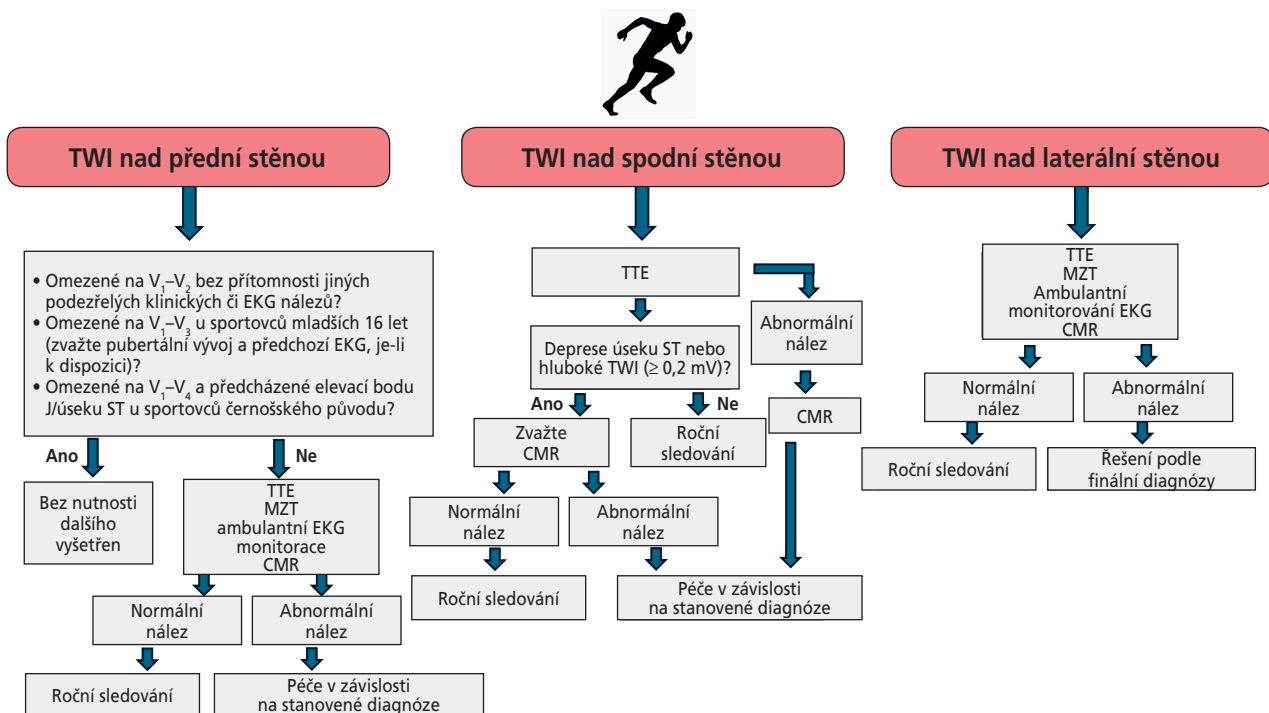 TWI nad přední stěnou
• Omezené na V1–V2 bez přítomnosti jiných
podezřelých klinických či EKG nálezů?
• Omezené na V1–V3 u sportovců mladších 16 let
(zvažte pubertální vývoj a předchozí EKG, je-li
k dispozici)?
• Omezené na V1–V4 a předcházené elevací bodu
J/úseku ST u sportovců černošského původu?
Ano
Ne
Bez nutnosti
dalšího
vyšetřen
TTE
MZT
ambulantní EKG
monitorace
CMR
Normální
nález
Abnormální
nález
Roční sledování
Péče v závislosti
na stanovené diagnóze
TWI nad spodní stěnou
TTE
Abnormální
nález
Deprese úseku ST nebo
hluboké TWI (≥ 0,2 mV)?
Ano
Ne
CMR
Zvažte
CMR
Roční
sledování
Normální
nález
Abnormální
nález
Roční sledování
Péče v závislosti
na stanovené diagnóze
TWI nad laterální stěnou
TTE
MZT
Ambulantní
monitorování EKG
CMR
Normální
nález
Abnormální
nález
Roční sledování
Řešení podle
finální diagnózy